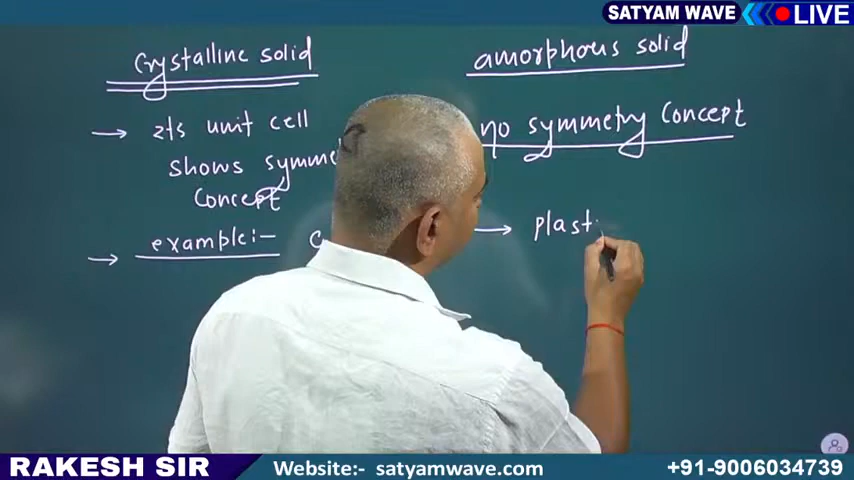 SATYAM WAVE LIVE
Crystalline solid
amorphous solid
→ Its unit cell
shows symme
Concept
no symmetry Concept
→ example:- C
→ plasti
RAKESH SIR
Website:- satyamwave.com
+91-9006034739